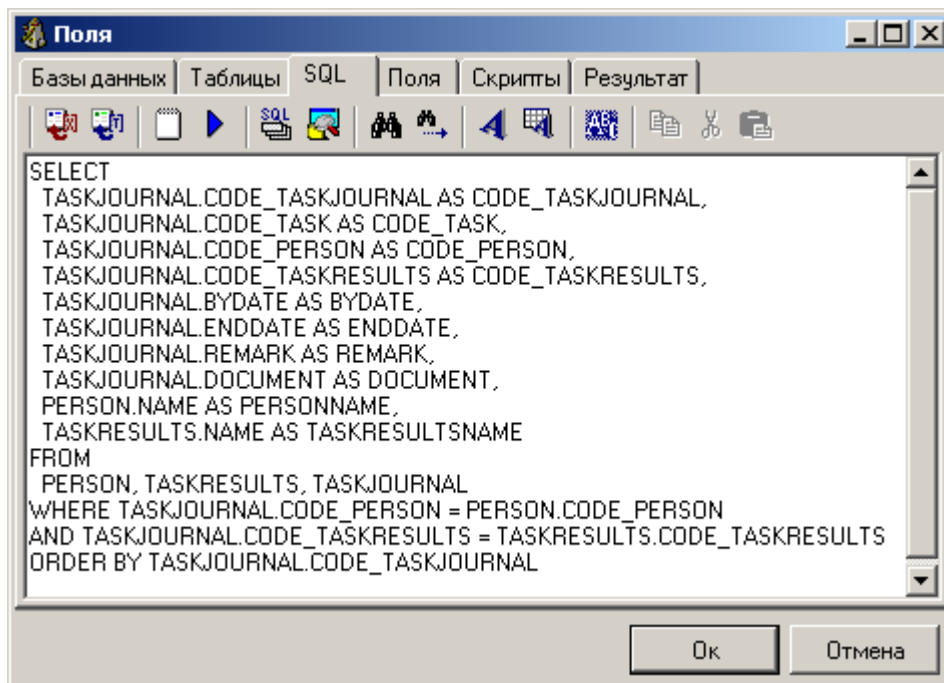 Поля
Базы данных Таблицы SQL Поля Скрипты Результат
SELECT
TASKJOURNAL.CODE_TASKJOURNAL AS CODE_TASKJOURNAL,
TASKJOURNAL.CODE_TASK AS CODE_TASK,
TASKJOURNAL.CODE_PERSON AS CODE_PERSON,
TASKJOURNAL.CODE_TASKRESULTS AS CODE_TASKRESULTS,
TASKJOURNAL.BYDATE AS BYDATE,
TASKJOURNAL.ENDDATE AS ENDDATE,
TASKJOURNAL.REMARK AS REMARK,
TASKJOURNAL.DOCUMENT AS DOCUMENT,
PERSON.NAME AS PERSONNAME,
TASKRESULTS.NAME AS TASKRESULTSNAME
FROM
PERSON, TASKRESULTS, TASKJOURNAL
WHERE TASKJOURNAL.CODE_PERSON = PERSON.CODE_PERSON
AND TASKJOURNAL.CODE_TASKRESULTS = TASKRESULTS.CODE_TASKRESULTS
ORDER BY TASKJOURNAL.CODE_TASKJOURNAL
Ок Отмена